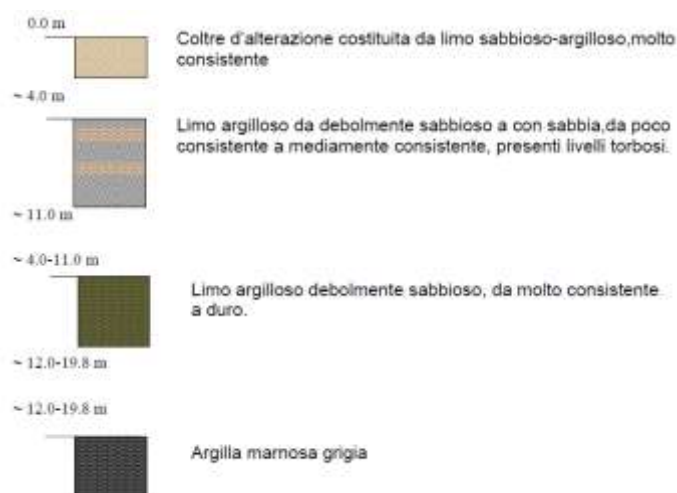 0.0 m
Coltre d'alterazione costituita da limo sabbioso-argilloso,molto
consistente
~ 4.0 m
Limo argilloso da debolmente sabbioso a con sabbia,da poco
consistente a mediamente consistente, presenti livelli torbosi.
~ 11.0 m
~ 4.0-11.0 m
Limo argilloso debolmente sabbioso, da molto consistente
a duro.
~ 12.0-19.8 m
~ 12.0-19.8 m
Argilla marnosa grigia